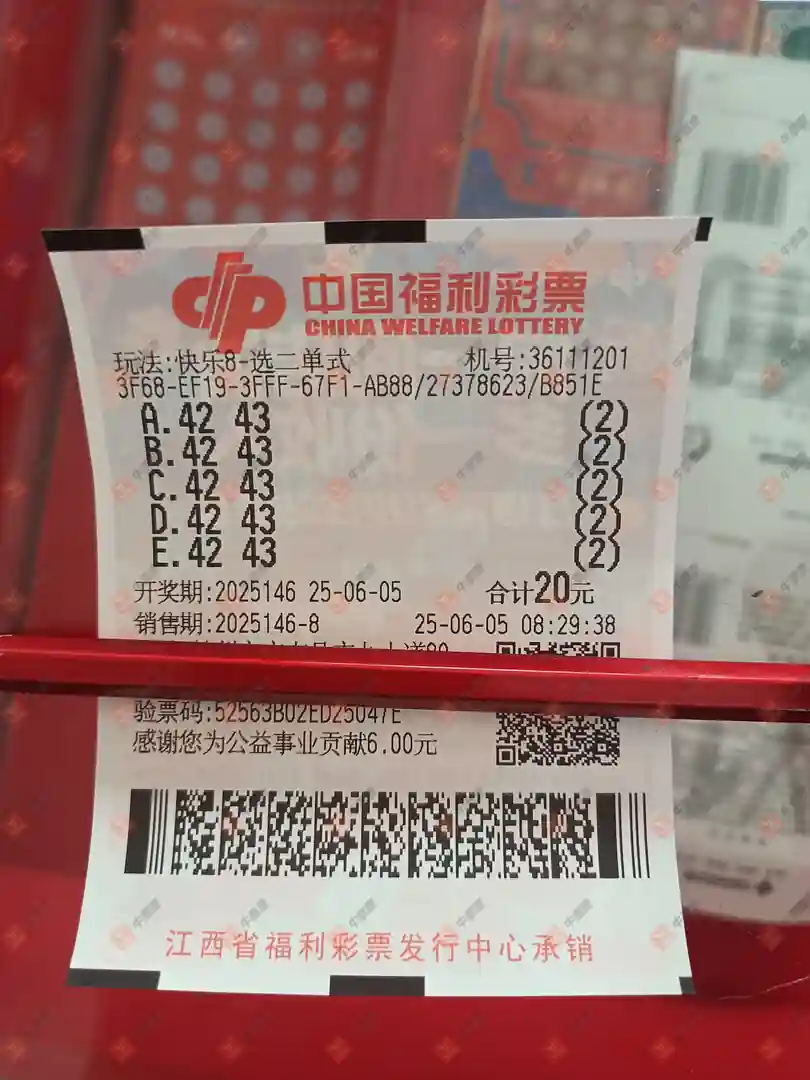 中国福利彩票
CHINA WELFARE LOTTERY
玩法:快乐8-选二单式 机号:36111201
3F68-EF19-3FFF-67F1-AB88/27378623/B851E
A.42 43 (2)
B.42 43 (2)
C.42 43 (2)
D.42 43 (2)
E.42 43 (2)
开奖期:2025146 25-06-05 合计20元
销售期:2025146-8 25-06-05 08:29:38
验票码:52563B02ED25047E
感谢您为公益事业贡献6.00元
江西省福利彩票发行中心承销